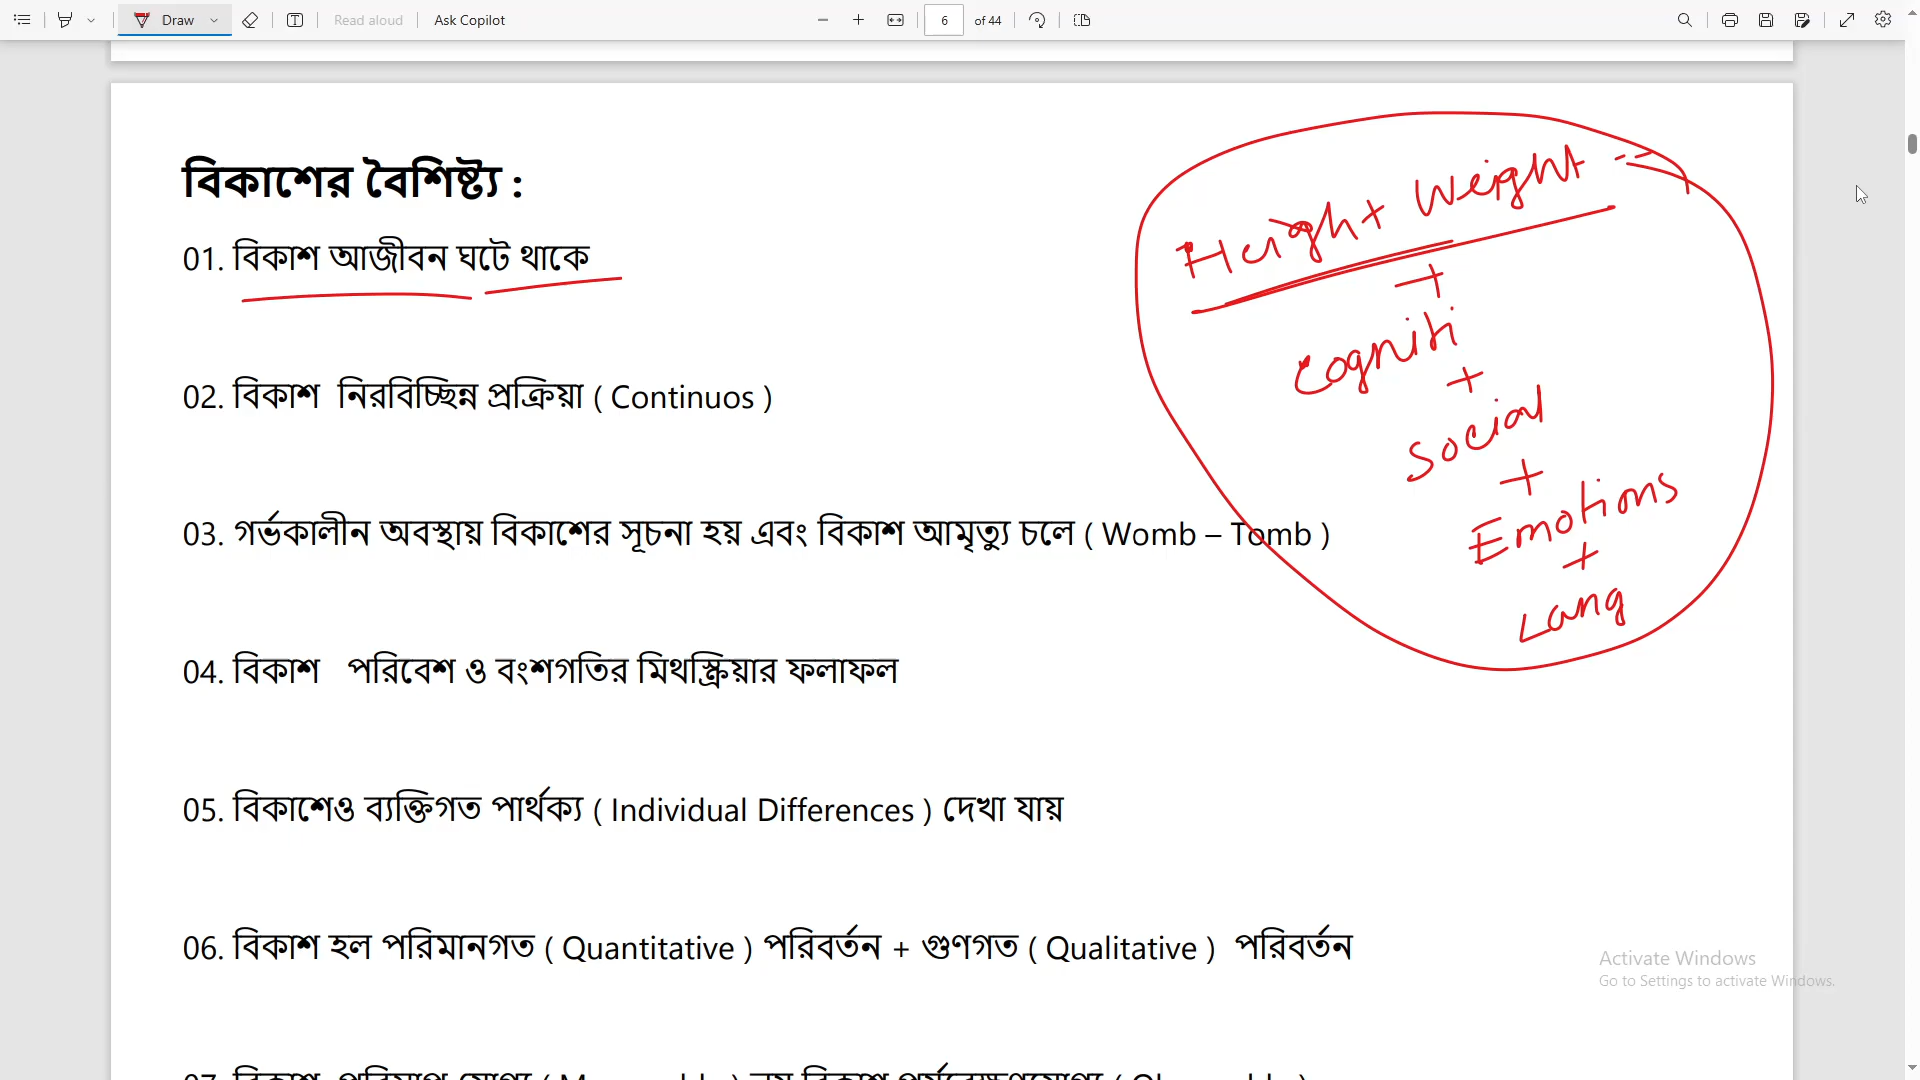 Draw
Read aloud
Ask Copilot
6 of 44
বিকাশের বৈশিষ্ট্য :
01. বিকাশ আজীবন ঘটে থাকে
02. বিকাশ নিরবিচ্ছিন্ন প্রক্রিয়া ( Continuos )
03. গর্ভকালীন অবস্থায় বিকাশের সূচনা হয় এবং বিকাশ আমৃত্যু চলে ( Womb – Tomb )
04. বিকাশ পরিবেশ ও বংশগতির মিথস্ক্রিয়ার ফলাফল
05. বিকাশেও ব্যক্তিগত পার্থক্য ( Individual Differences ) দেখা যায়
06. বিকাশ হল পরিমানগত ( Quantitative ) পরিবর্তন + গুণগত ( Qualitative ) পরিবর্তন
Height Weight --
+
Cogniti
+
Social
+
Emotions
+
Lang
Activate Windows
Go to Settings to activate Windows.